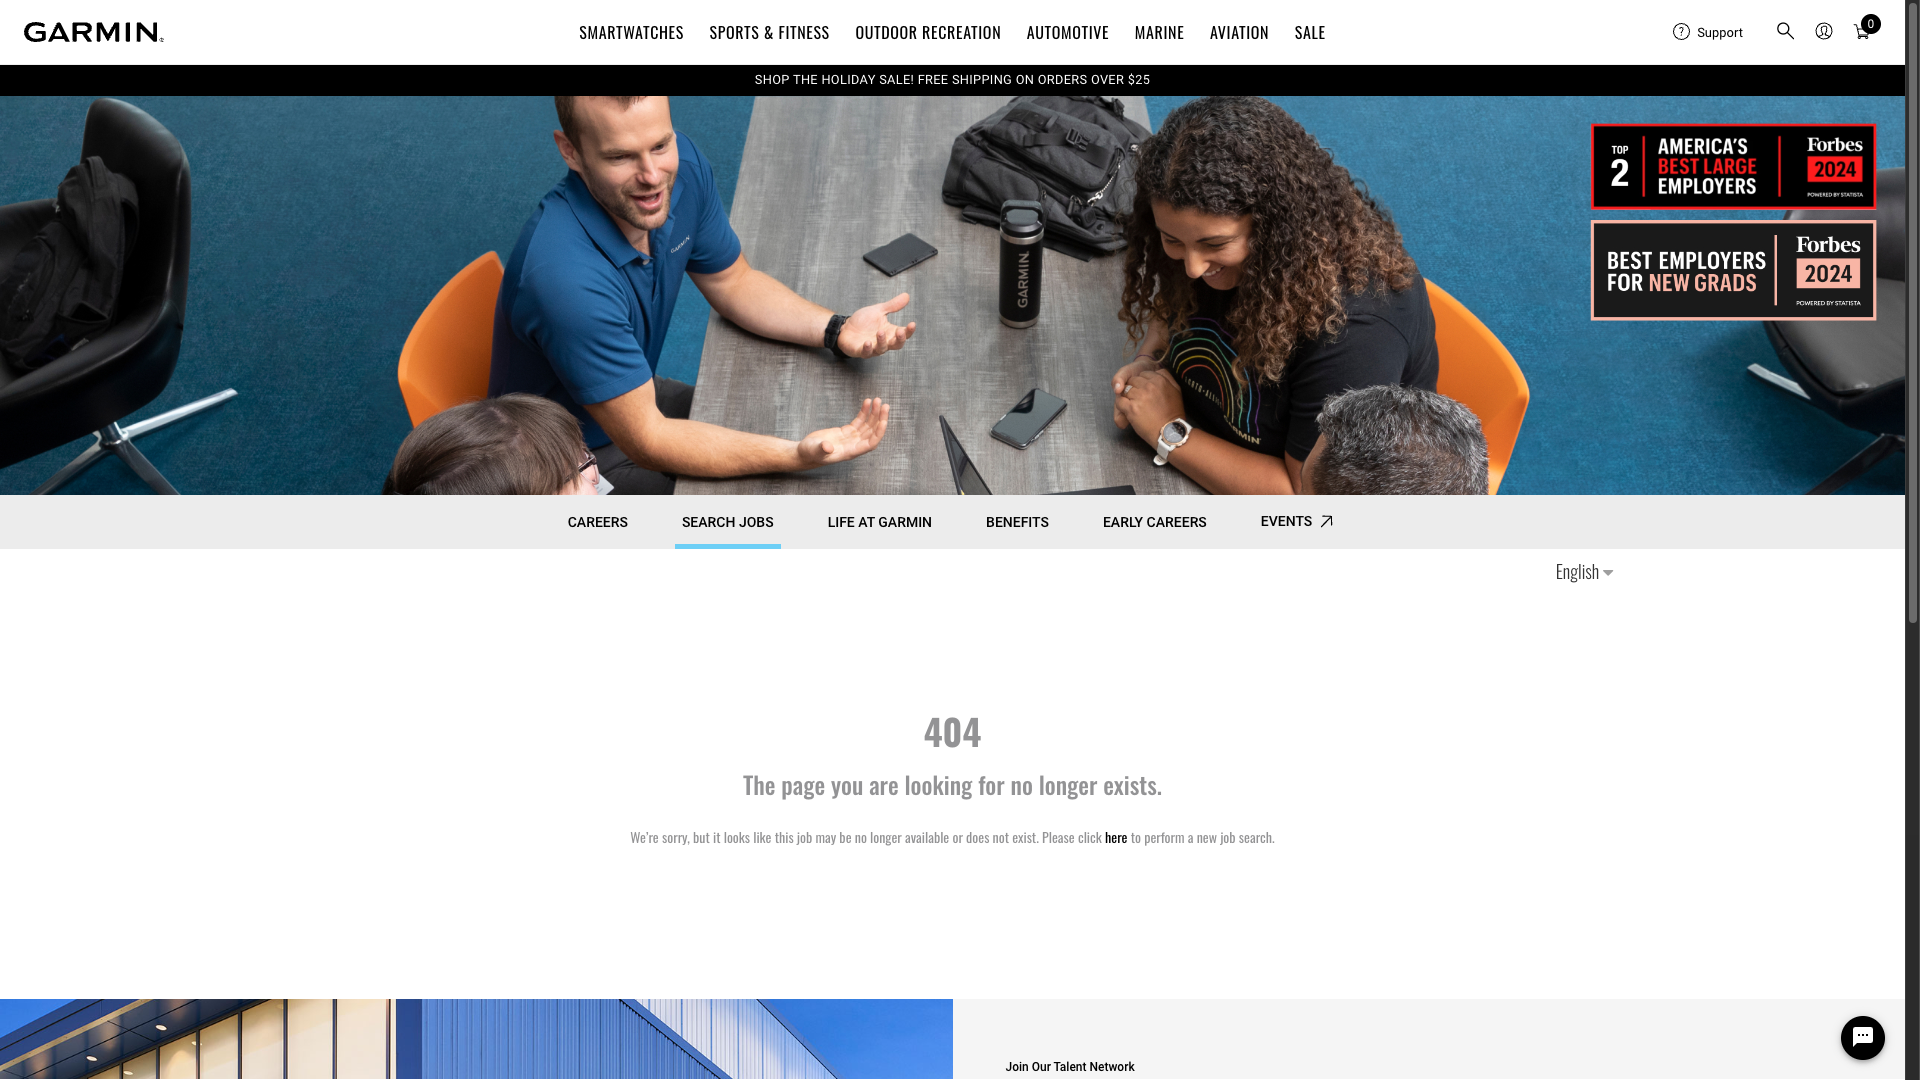 GARMIN
SMARTWATCHES SPORTS & FITNESS OUTDOOR RECREATION AUTOMOTIVE MARINE AVIATION SALE
Support
0
SHOP THE HOLIDAY SALE! FREE SHIPPING ON ORDERS OVER $25
TOP
2
AMERICA'S
BEST LARGE
EMPLOYERS
Forbes
2024
POWERED BY STATISTA
BEST EMPLOYERS
FOR NEW GRADS
Forbes
2024
POWERED BY STATISTA
GARMIN
GARMIN.
CAREERS SEARCH JOBS LIFE AT GARMIN BENEFITS EARLY CAREERS EVENTS
English
404
The page you are looking for no longer exists.
We're sorry, but it looks like this job may be no longer available or does not exist. Please click here to perform a new job search.
Join Our Talent Network